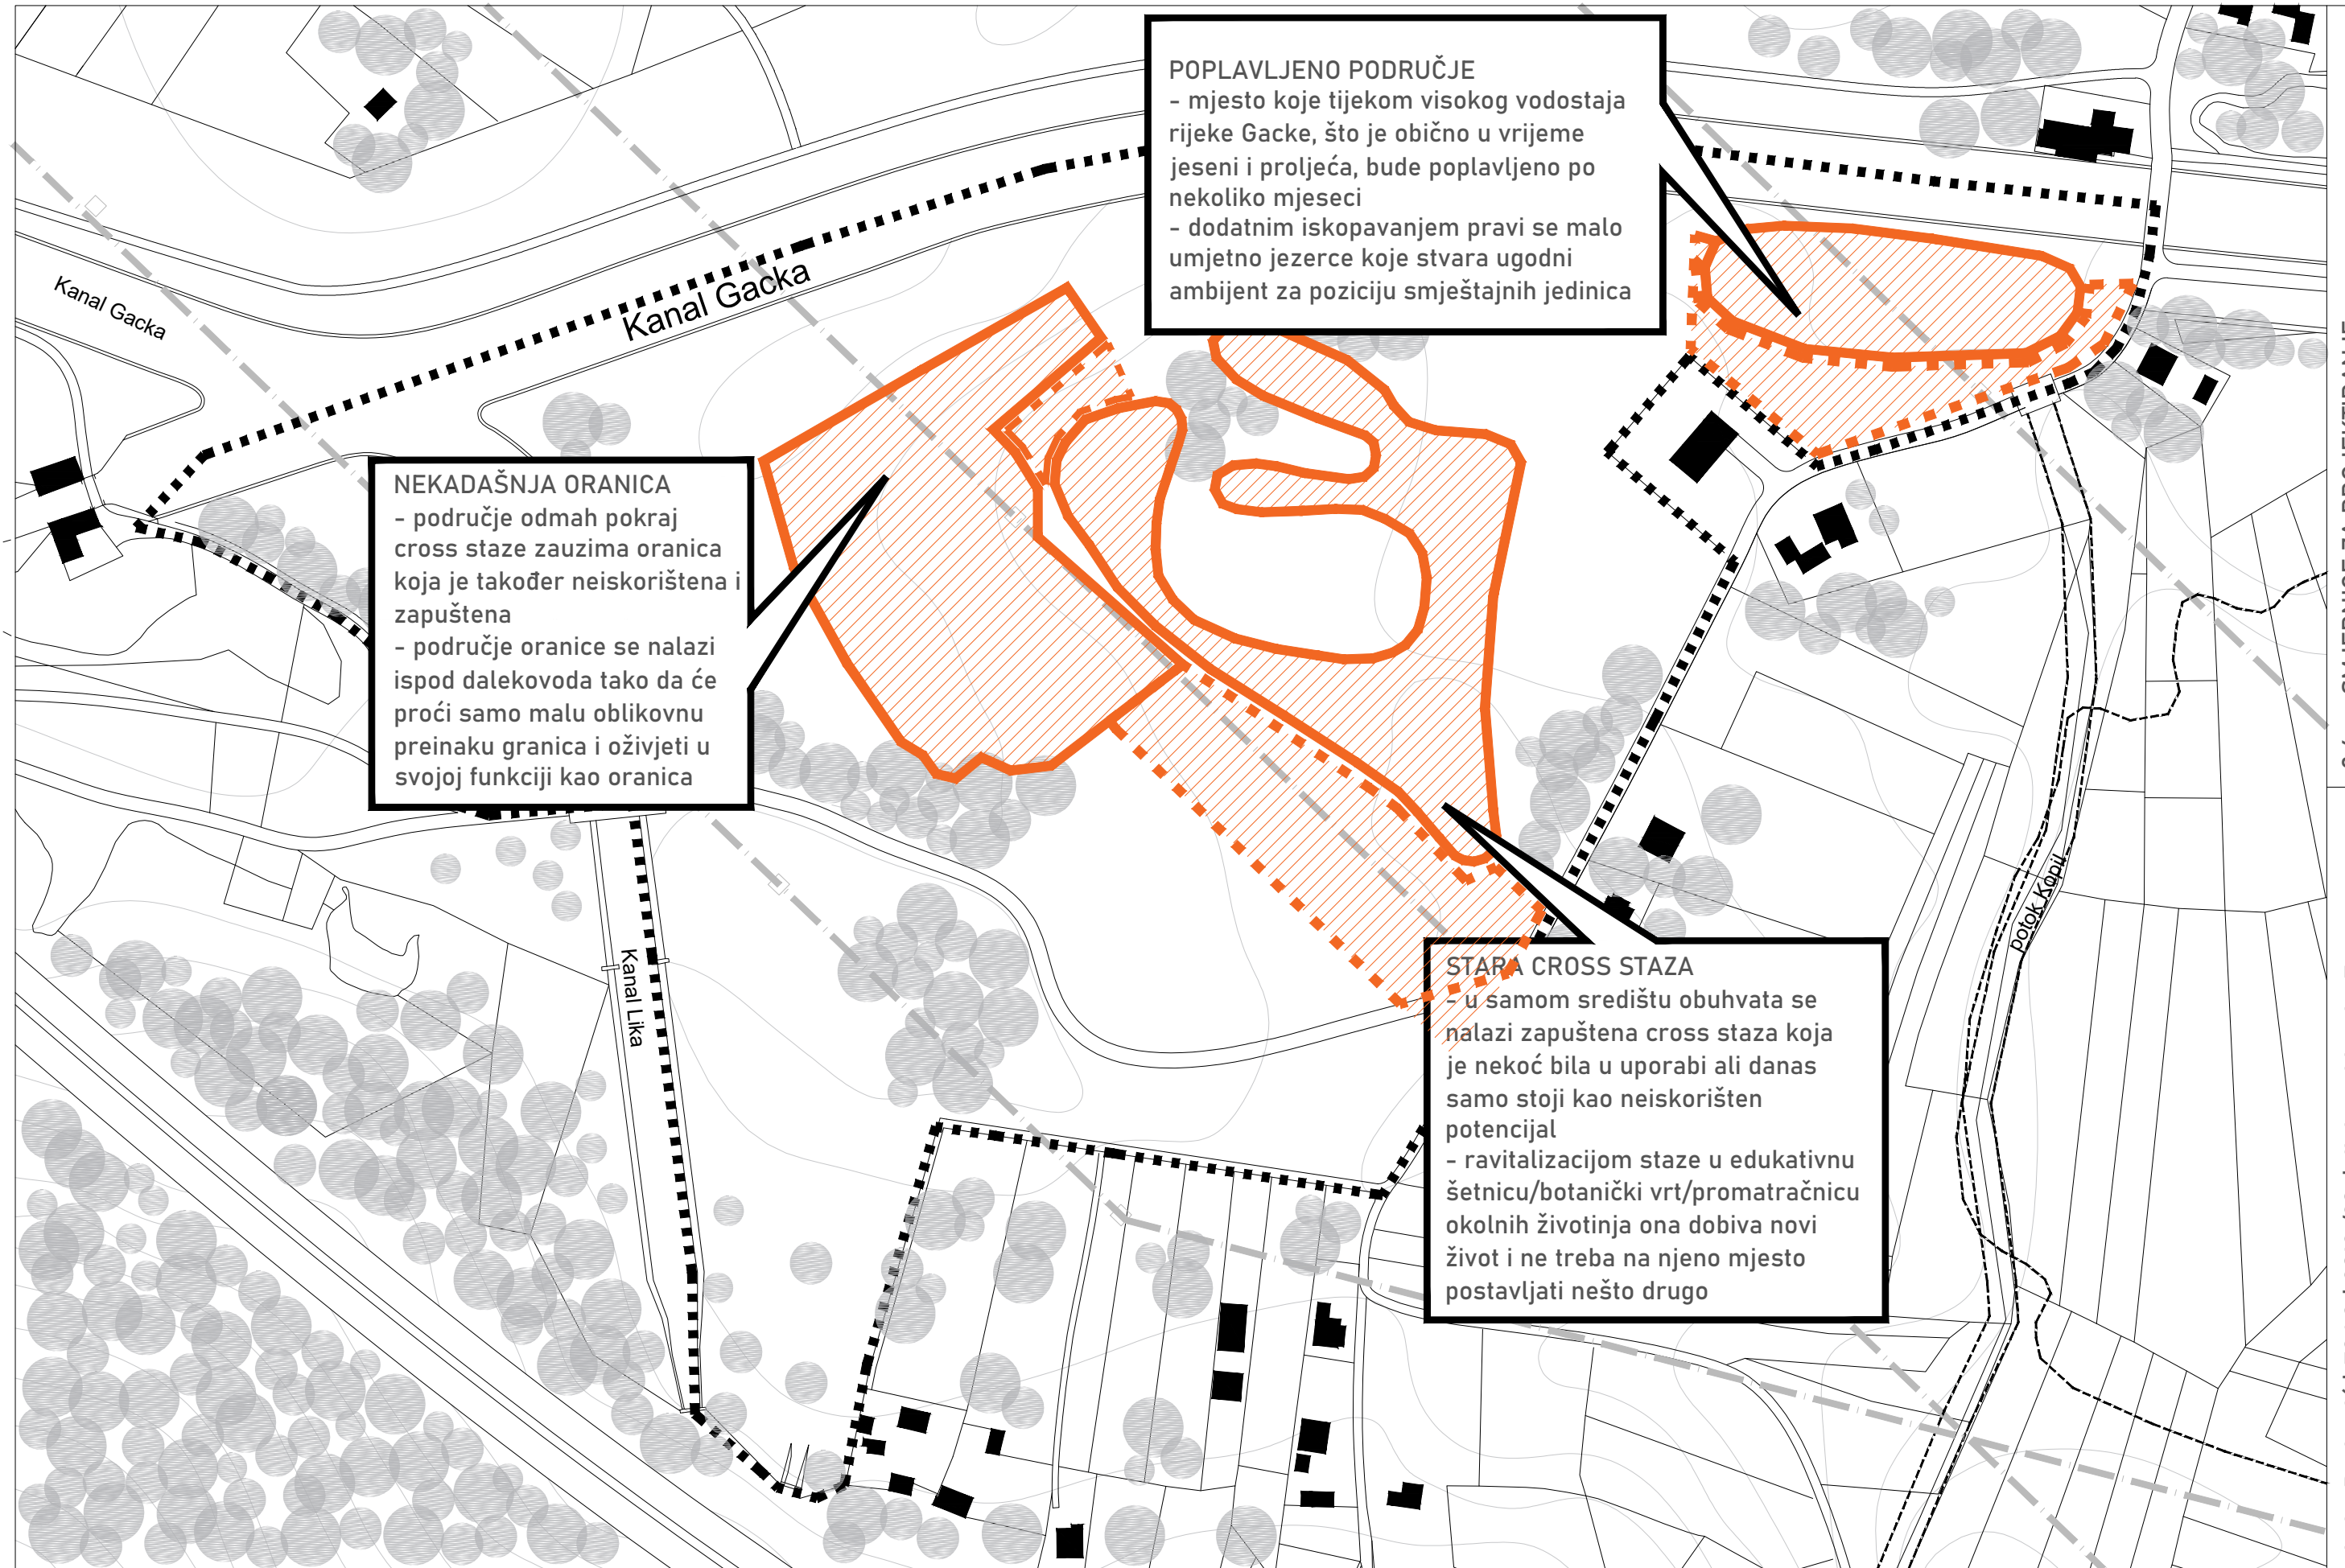 POPLAVLJENO PODRUČJE
- mjesto koje tijekom visokog vodostaja
rijeke Gacke, što je obično u vrijeme
jeseni i proljeća, bude poplavljeno po
nekoliko mjeseci
- dodatnim iskopavanjem pravi se malo
umjetno jezerce koje stvara ugodni
ambijent za poziciju smještajnih jedinica
Kanal Gacka
Kanal Gacka
NEKADAŠNJA ORANICA
- područje odmah pokraj
cross staze zauzima oranica
koja je također neiskorištena i
zapuštena
- područje oranice se nalazi
ispod dalekovoda tako da će
proći samo malu oblikovnu
preinaku granica i oživjeti u
svojoj funkciji kao oranica
Kanal Lika
potok Kopil
STARA CROSS STAZA
- u samom središtu obuhvata se
nalazi zapuštena cross staza koja
je nekoć bila u uporabi ali danas
samo stoji kao neiskorišten
potencijal
- ravitalizacijom staze u edukativnu
šetnicu/botanički vrt/promatračnicu
okolnih životinja ona dobiva novi
život i ne treba na njeno mjesto
postavljati nešto drugo